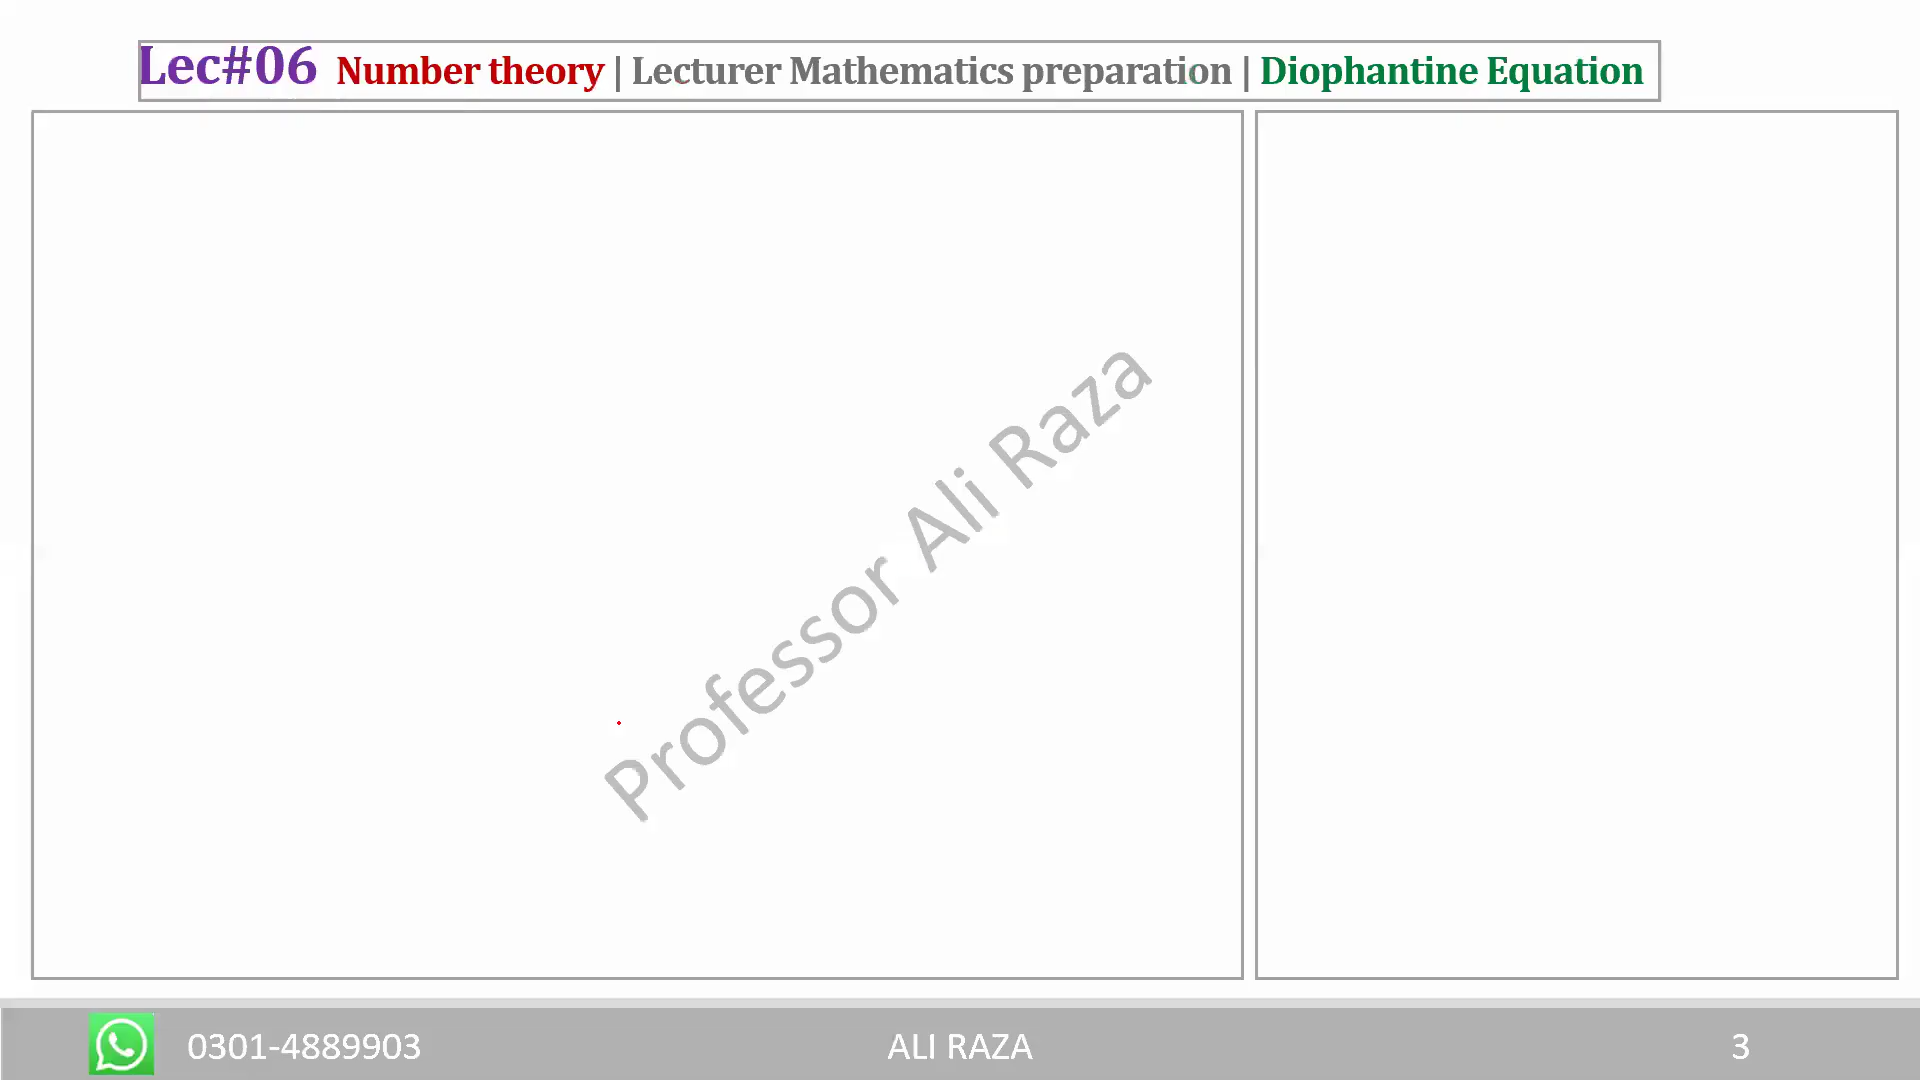 Lec#06 Number theory | Lecturer Mathematics preparation | Diophantine Equation
Professor Ali Raza
0301-4889903 ALI RAZA 3